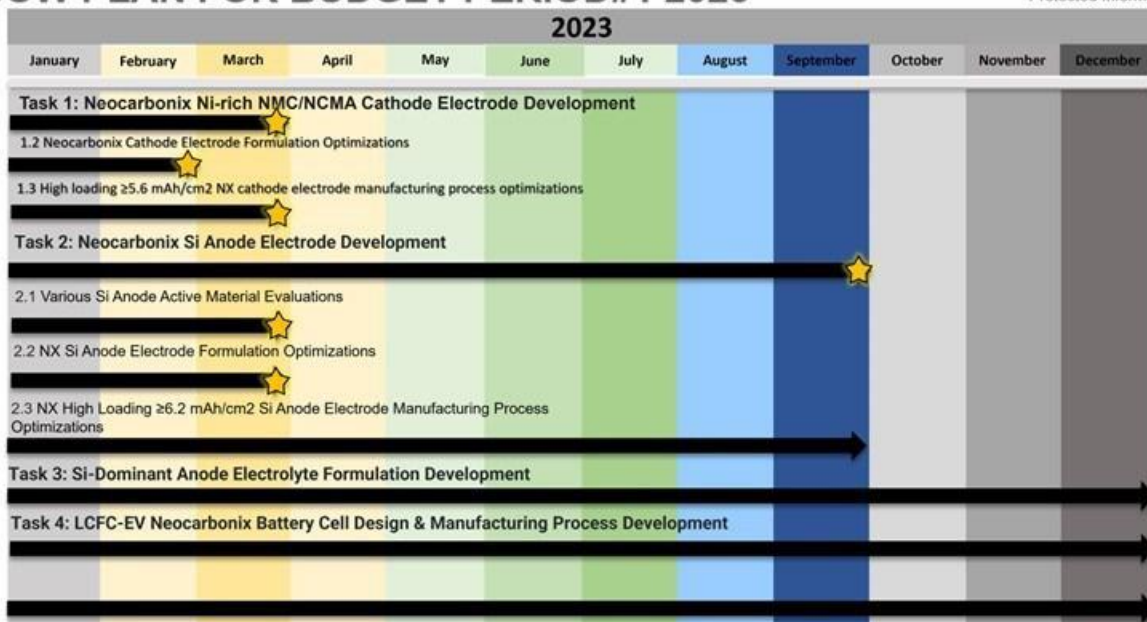 2023
January February March April May June July August September October November December
Task 1: Neocarbonix Ni-rich NMC/NCMA Cathode Electrode Development
1.2 Neocarbonix Cathode Electrode Formulation Optimizations
1.3 High loading ≥5.6 mAh/cm2 NX cathode electrode manufacturing process optimizations
Task 2: Neocarbonix Si Anode Electrode Development
2.1 Various Si Anode Active Material Evaluations
2.2 NX Si Anode Electrode Formulation Optimizations
2.3 NX High Loading ≥6.2 mAh/cm2 Si Anode Electrode Manufacturing Process
Optimizations
Task 3: Si-Dominant Anode Electrolyte Formulation Development
Task 4: LCFC-EV Neocarbonix Battery Cell Design & Manufacturing Process Development